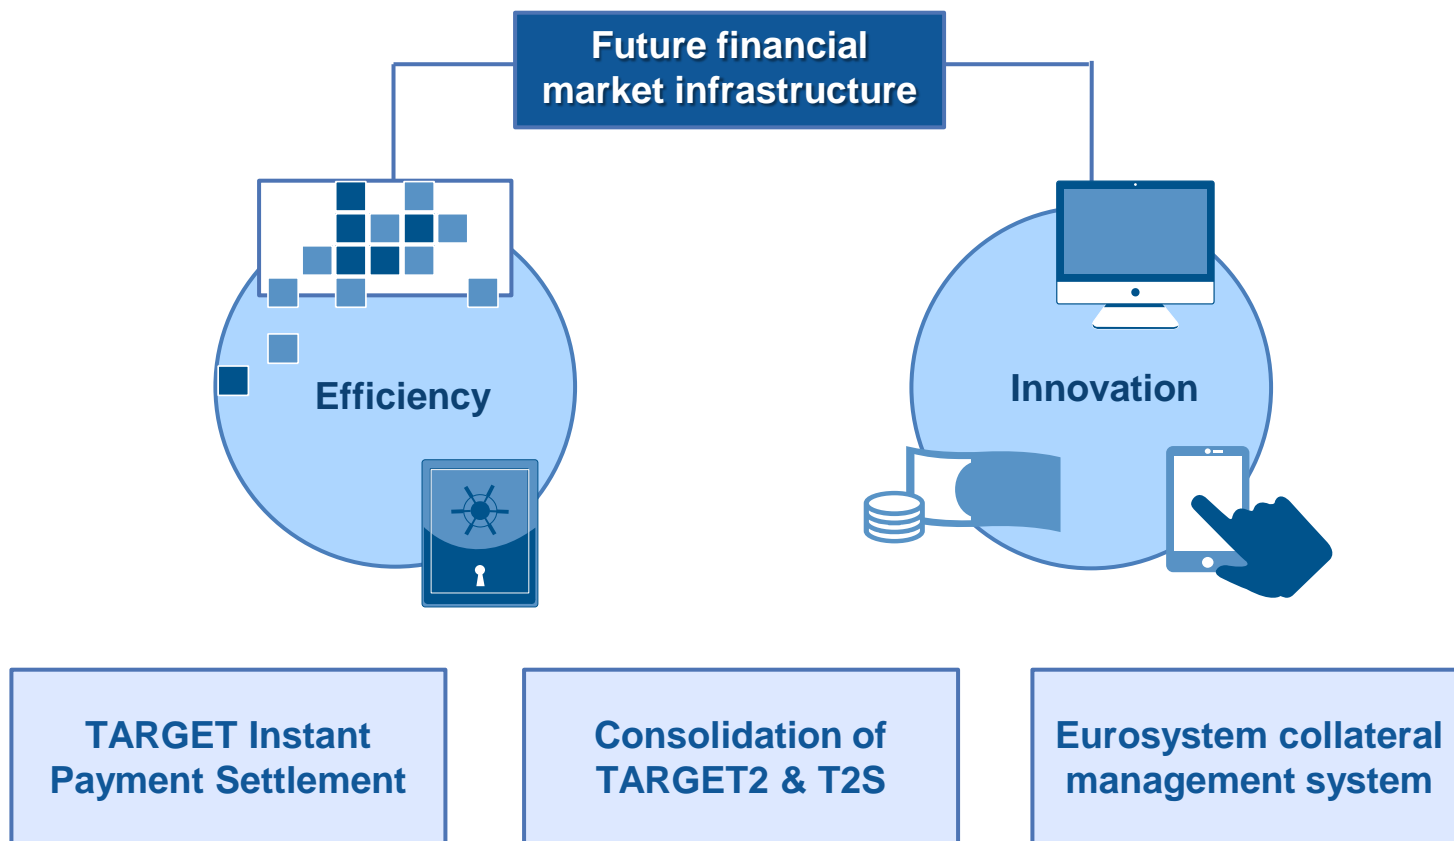 Future financial
market infrastructure
Efficiency
Innovation
TARGET Instant
Payment Settlement
Consolidation of
TARGET2 & T2S
Eurosystem collateral
management system